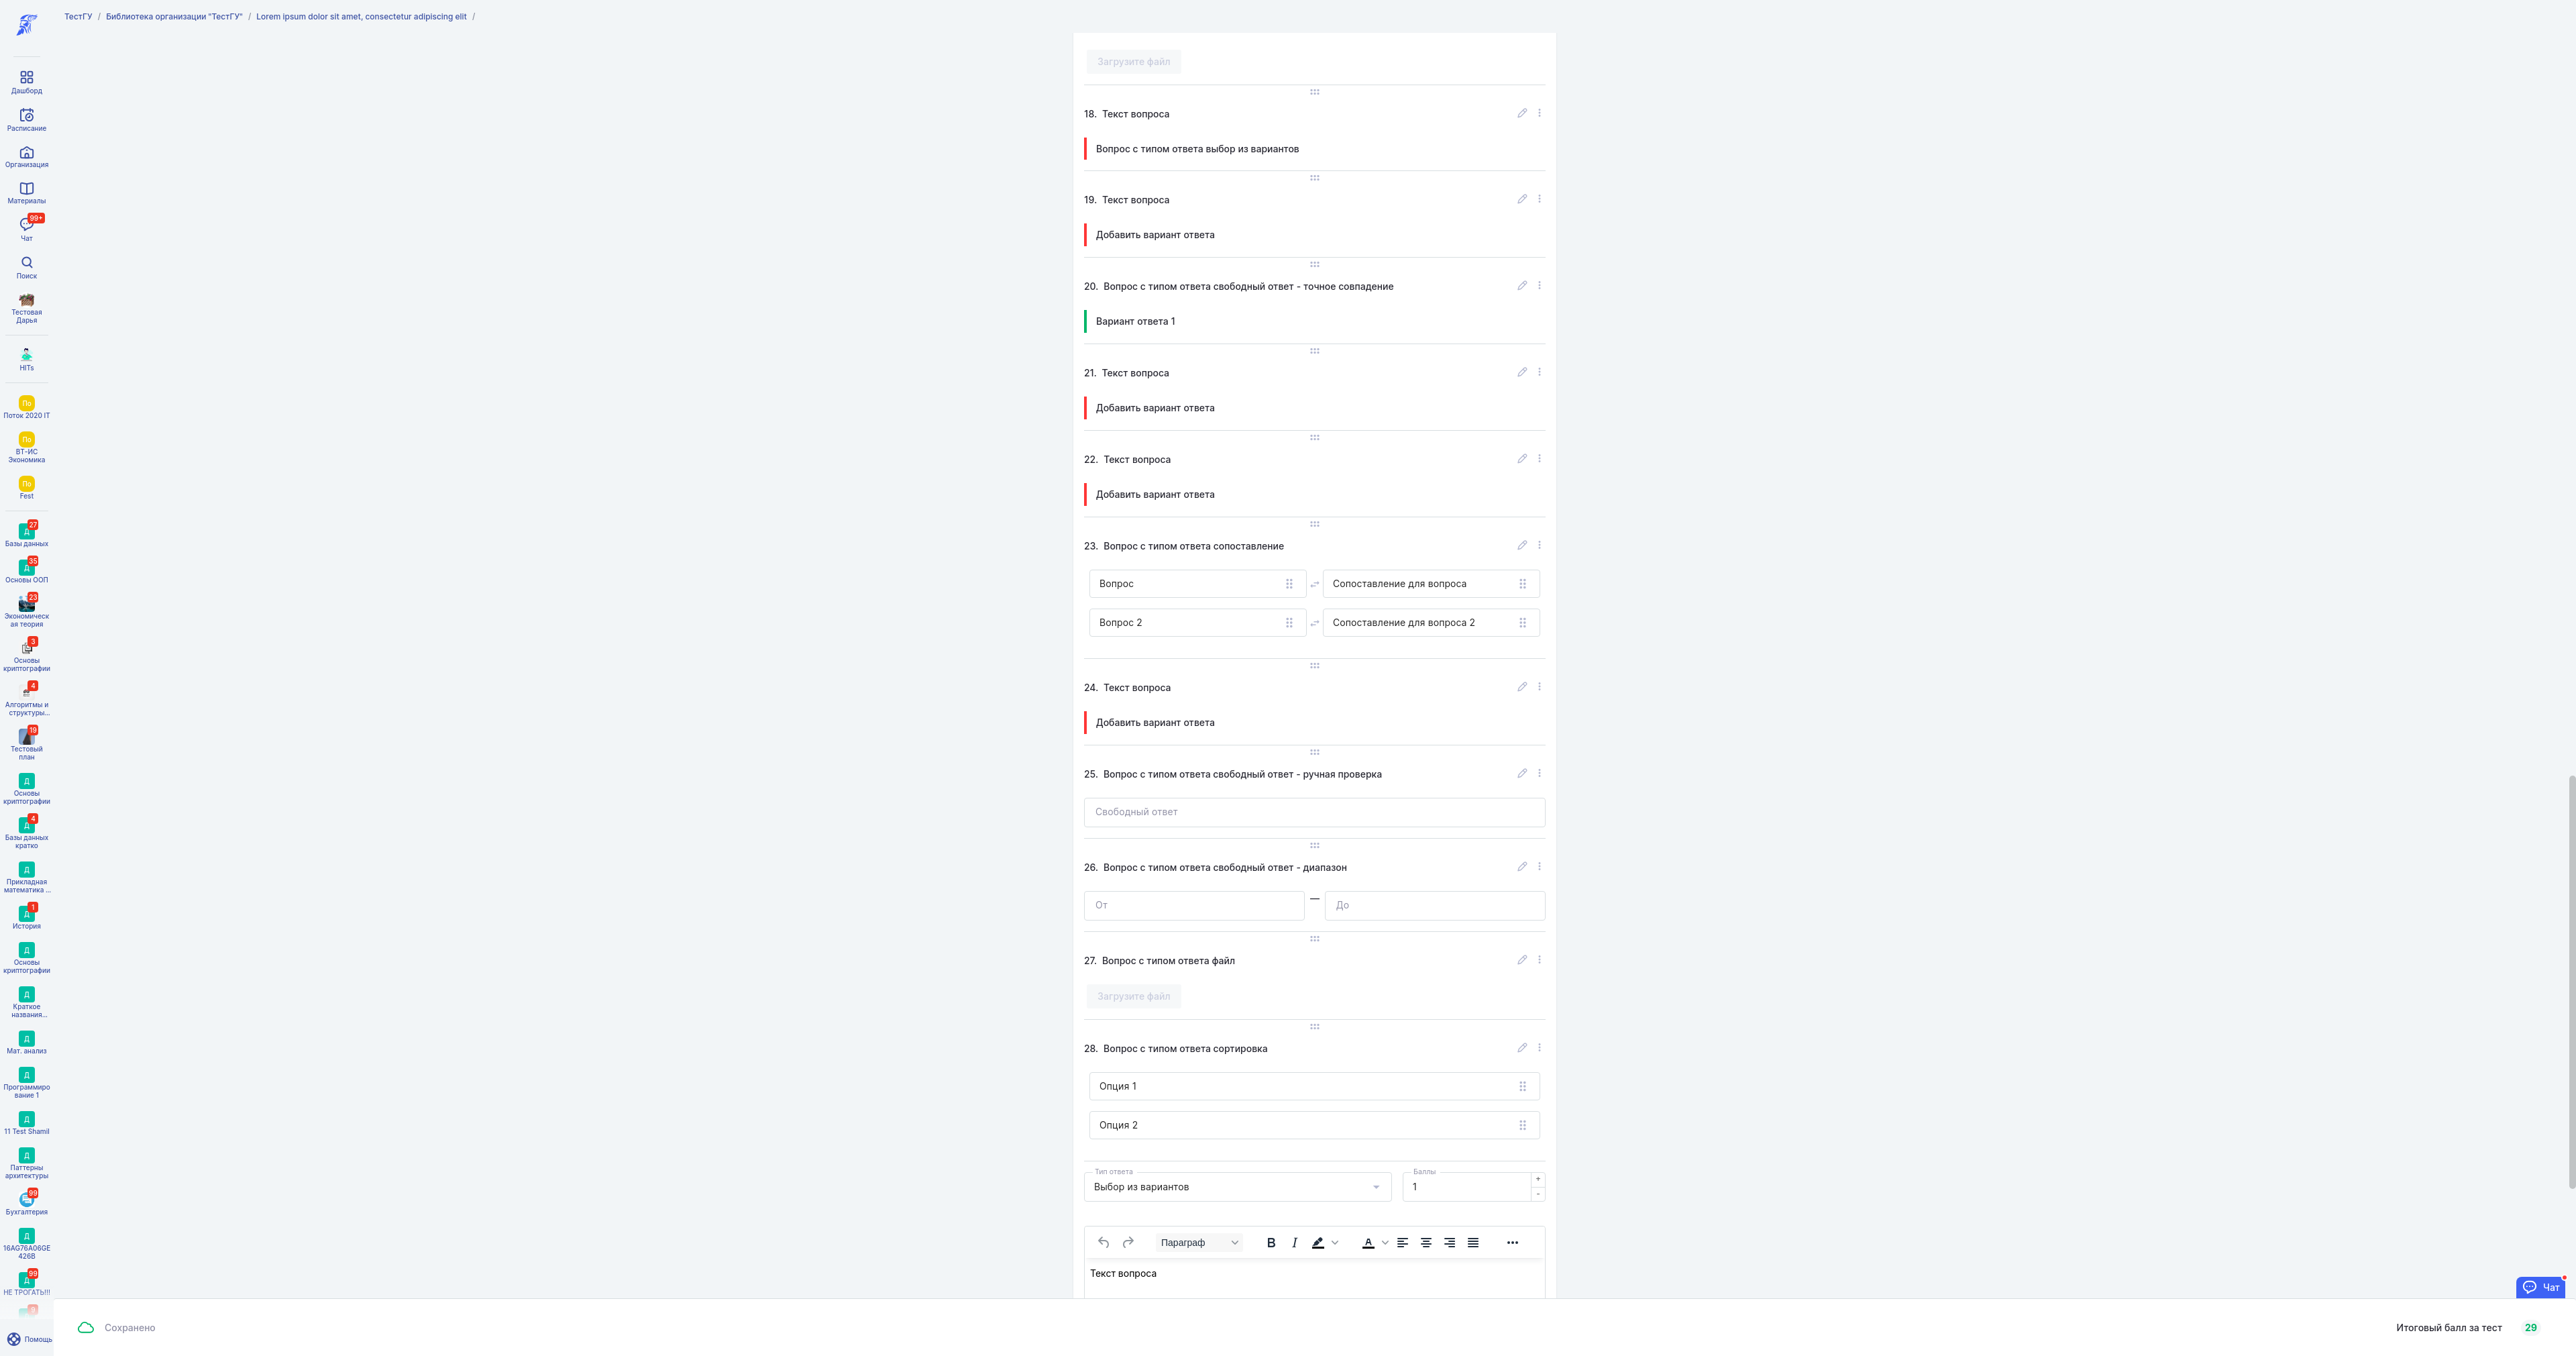 ТестГУ / Библиотека организации "ТестГУ" / Lorem ipsum dolor sit amet, consectetur adipiscing elit /
Дашборд
Расписание
Организация
Материалы
99+
Чат
Поиск
Тестовая
Дарья
HITs
По
Поток 2020 IT
По
ВТ-ИС
Экономика
По
Fest
27
Д
Базы данных
35
Д
Основы ООП
23
Экономическ
ая теория
3
Основы
криптографии
4
Алгоритмы и
структуры...
19
Тестовый
план
Д
Основы
криптографии
4
Д
Базы данных
кратко
Д
Прикладная
математика ...
1
Д
История
Д
Основы
криптографии
Д
Краткое
названия...
Д
Мат. анализ
Д
Программиро
вание 1
Д
11 Test Shamil
Д
Паттерны
архитектуры
99
Бухгалтерия
Д
16AG76A06GE
426B
99
Д
НЕ ТРОГАТЬ!!!
Помощь
Загрузите файл
18. Текст вопроса
Вопрос с типом ответа выбор из вариантов
19. Текст вопроса
Добавить вариант ответа
20. Вопрос с типом ответа свободный ответ - точное совпадение
Вариант ответа 1
21. Текст вопроса
Добавить вариант ответа
22. Текст вопроса
Добавить вариант ответа
23. Вопрос с типом ответа сопоставление
Вопрос Сопоставление для вопроса
Вопрос 2 Сопоставление для вопроса 2
24. Текст вопроса
Добавить вариант ответа
25. Вопрос с типом ответа свободный ответ - ручная проверка
Свободный ответ
26. Вопрос с типом ответа свободный ответ - диапазон
От — До
27. Вопрос с типом ответа файл
Загрузите файл
28. Вопрос с типом ответа сортировка
Опция 1
Опция 2
Тип ответа Баллы
Выбор из вариантов 1 + -
Параграф B I A
Текст вопроса
Чат
Сохранено Итоговый балл за тест 29